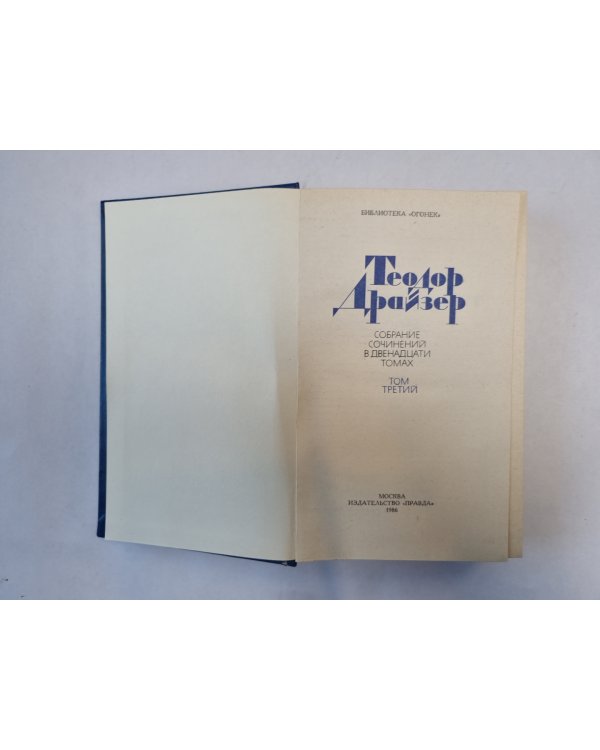 БИБЛИОТЕКА «ОГОНЕК»
Теодор
Драйзер
СОБРАНИЕ
СОЧИНЕНИЙ
В ДВЕНАДЦАТИ
ТОМАХ
ТОМ
ТРЕТИЙ
МОСКВА
ИЗДАТЕЛЬСТВО «ПРАВДА»
1986